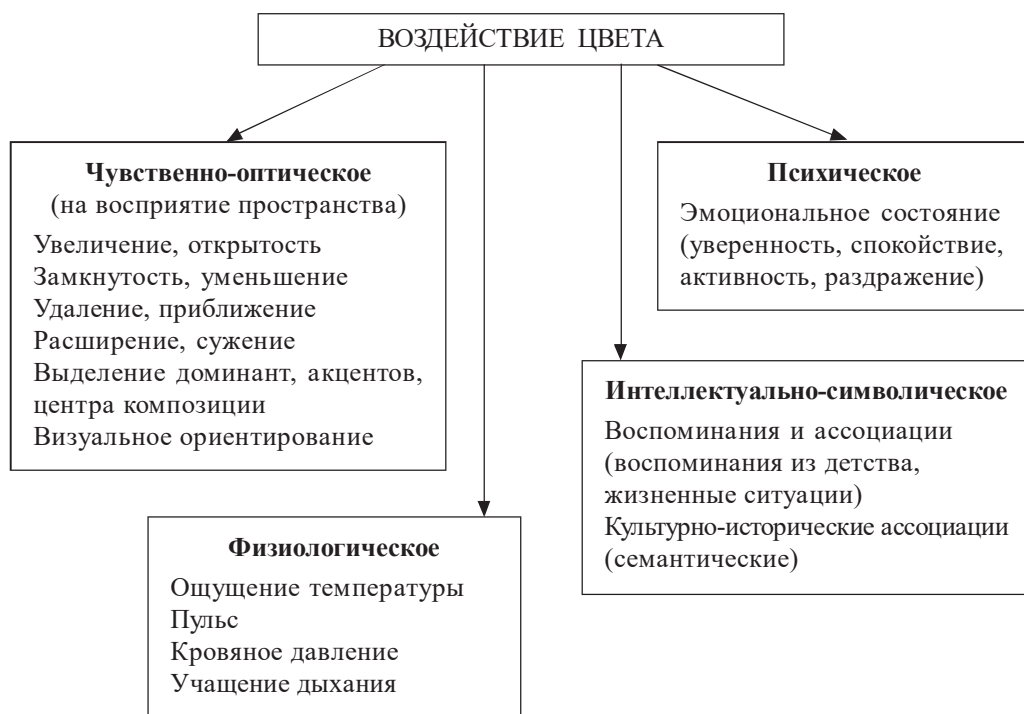 ВОЗДЕЙСТВИЕ ЦВЕТА
Чувственно-оптическое
(на восприятие пространства)
Увеличение, открытость
Замкнутость, уменьшение
Удаление, приближение
Расширение, сужение
Выделение доминант, акцентов,
центра композиции
Визуальное ориентирование
Психическое
Эмоциональное состояние
(уверенность, спокойствие,
активность, раздражение)
Интеллектуально-символическое
Воспоминания и ассоциации
(воспоминания из детства,
жизненные ситуации)
Культурно-исторические ассоциации
(семантические)
Физиологическое
Ощущение температуры
Пульс
Кровяное давление
Учащение дыхания